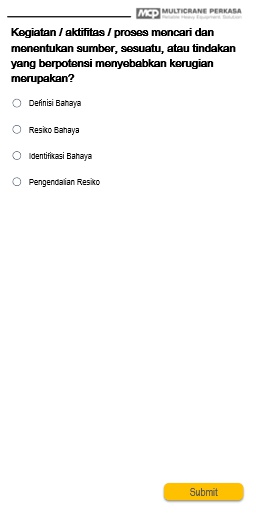 MCP MULTICRANE PERKASA
Reliable Heavy Equipment Solution
Kegiatan / aktifitas / proses mencari dan
menentukan sumber, sesuatu, atau tindakan
yang berpotensi menyebabkan kerugian
merupakan?
Definisi Bahaya
Resiko Bahaya
Identifikasi Bahaya
Pengendalian Resiko
Submit